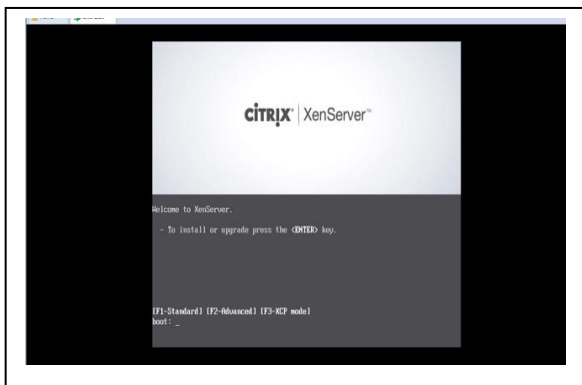 CITRIX XenServer
Welcome to XenServer.
- To install or upgrade press the <ENTER> key.
[F1-Standard] [F2-Advanced] [F3-XCP mode]
boot: _